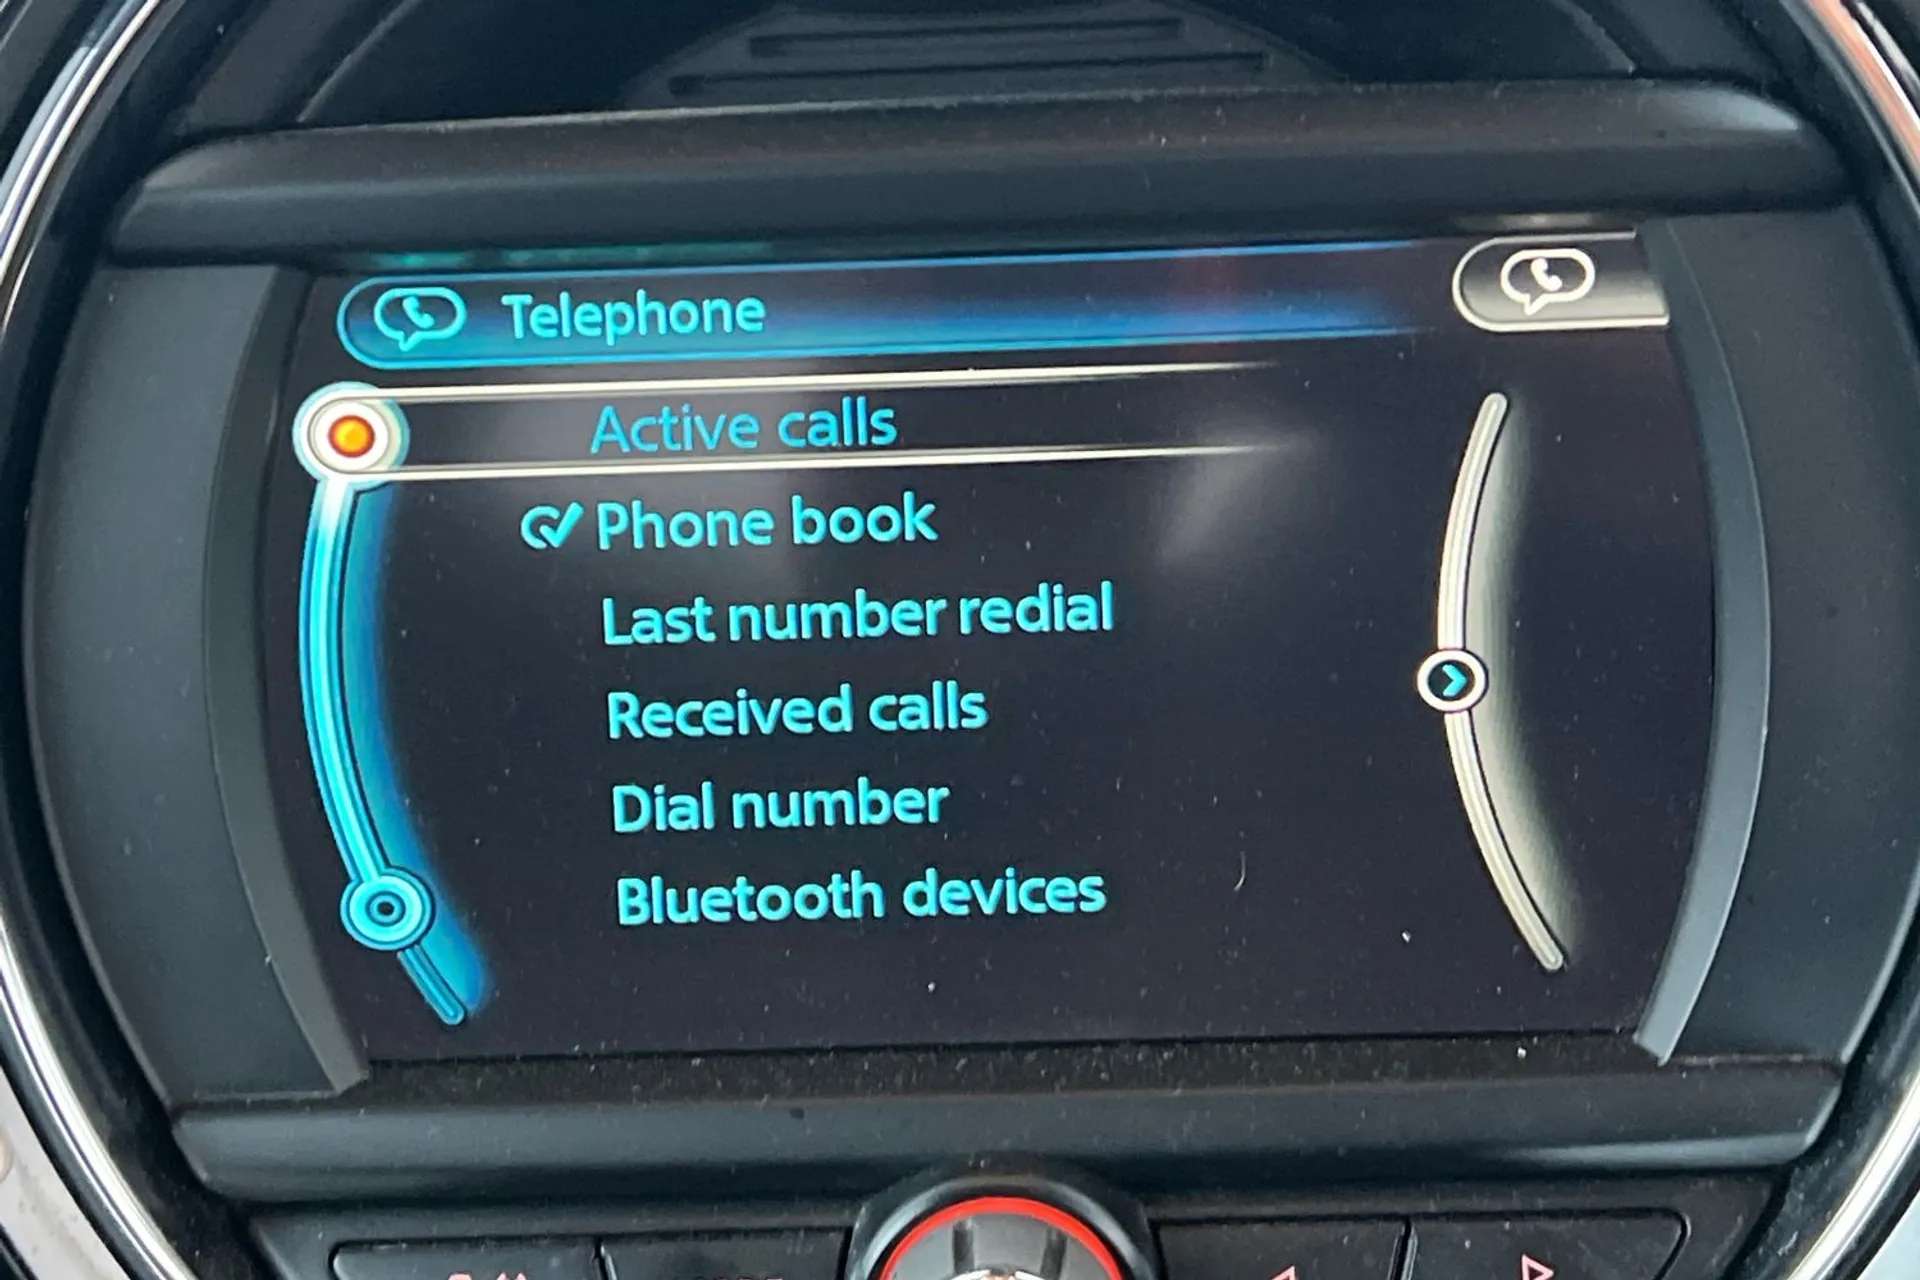 Telephone
Active calls
Phone book
Last number redial
Received calls
Dial number
Bluetooth devices